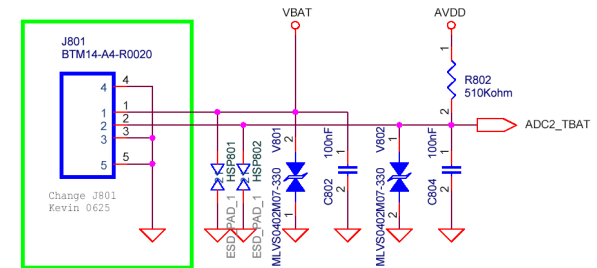 VBAT
AVDD
J801
BTM14-A4-R0020
4
4
1
1
2
2
3
3
5
5
Change J801
Kevin 0625
HSP801
ESD_PAD_1
HSP802
ESD_PAD_1
2
V801
1
MLVS0402M07-330
100nF
1
2
C802
2
V802
1
MLVS0402M07-330
100nF
1
2
C804
1
R802
510Kohm
2
ADC2_TBAT